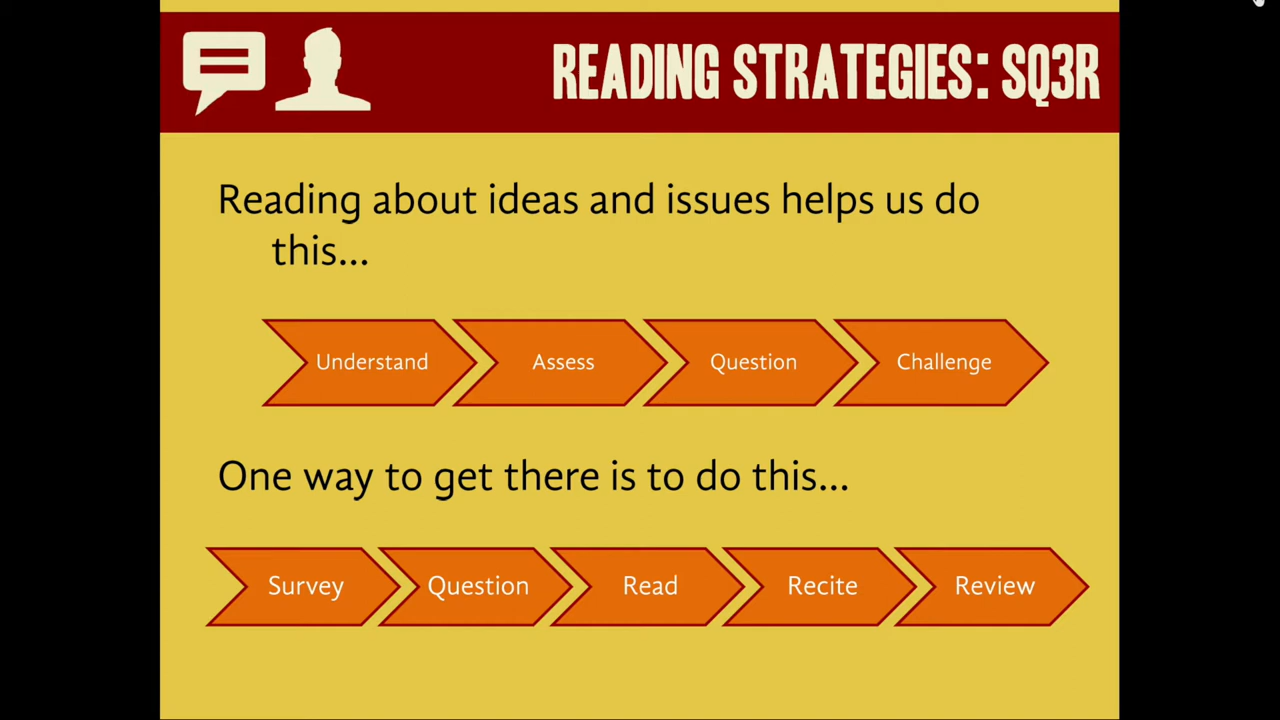 READING STRATEGIES: SQ3R
Reading about ideas and issues helps us do
this...
Understand Assess Question Challenge
One way to get there is to do this...
Survey Question Read Recite Review